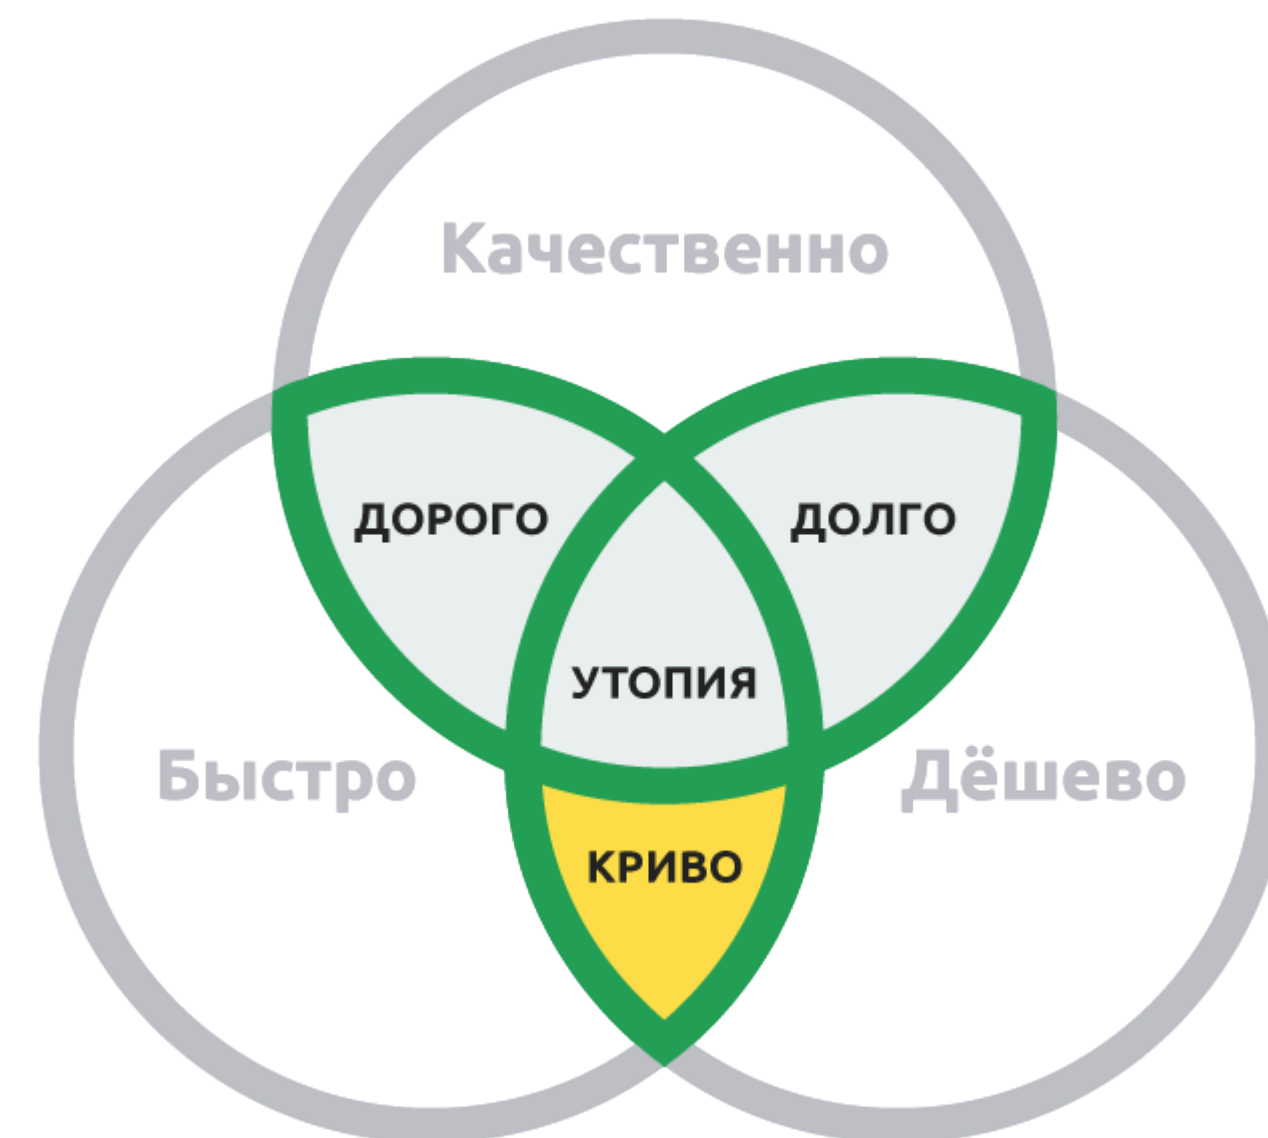 Качественно
ДОРОГО
ДОЛГО
УТОПИЯ
Быстро
Дёшево
КРИВО